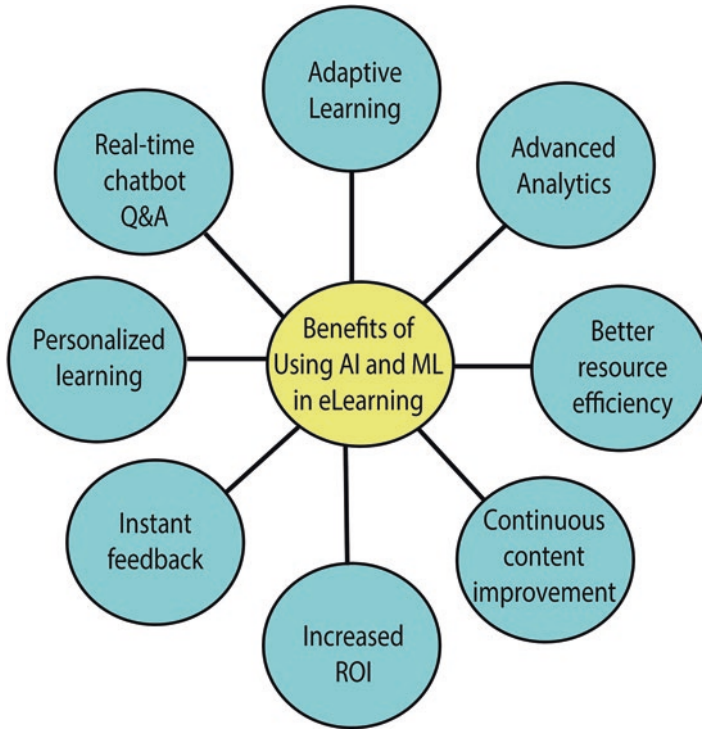 Adaptive
Learning
Advanced
Analytics
Better
resource
efficiency
Continuous
content
improvement
Increased
ROI
Instant
feedback
Personalized
learning
Real-time
chatbot
Q&A
Benefits of
Using AI and ML
in eLearning